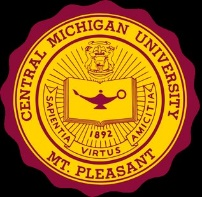 CENTRAL MICHIGAN UNIVERSITY
SAPIENTIA
VIRTUS
AMICITIA
1892
MT. PLEASANT